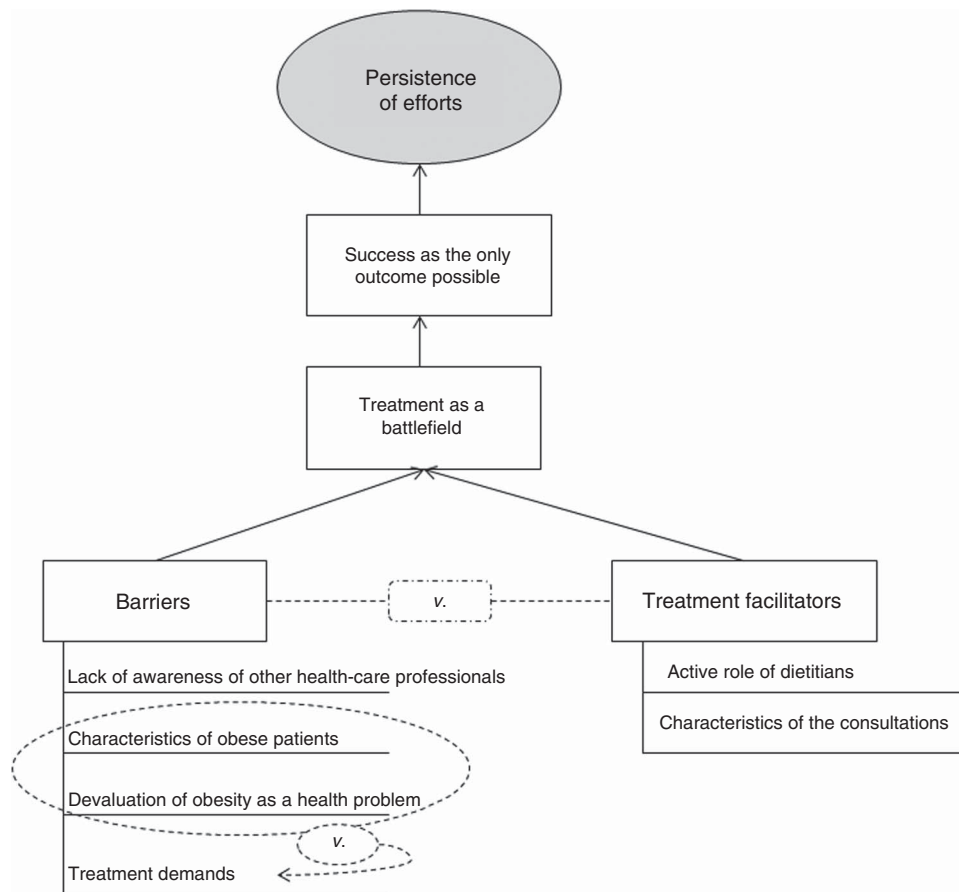 Persistence
of efforts
Success as the only
outcome possible
Treatment as a
battlefield
Barriers
v.
Treatment facilitators
Lack of awareness of other health-care professionals
Active role of dietitians
Characteristics of obese patients
Characteristics of the consultations
Devaluation of obesity as a health problem
v.
Treatment demands